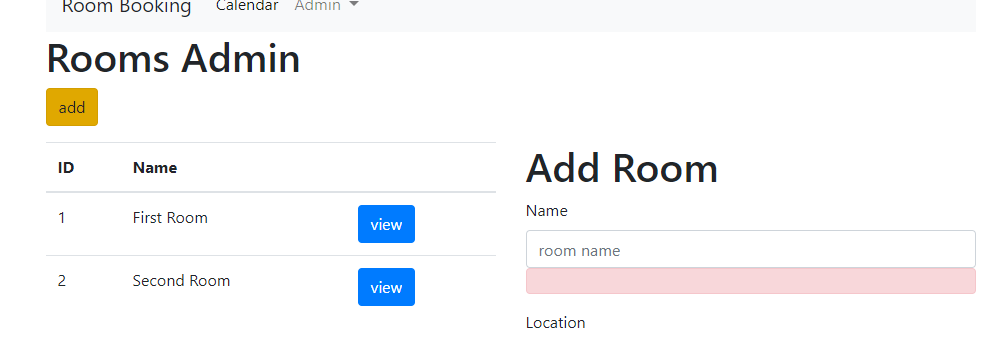 Room Booking Calendar Admin
Rooms Admin
add
ID Name
1 First Room view
2 Second Room view
Add Room
Name
room name
Location